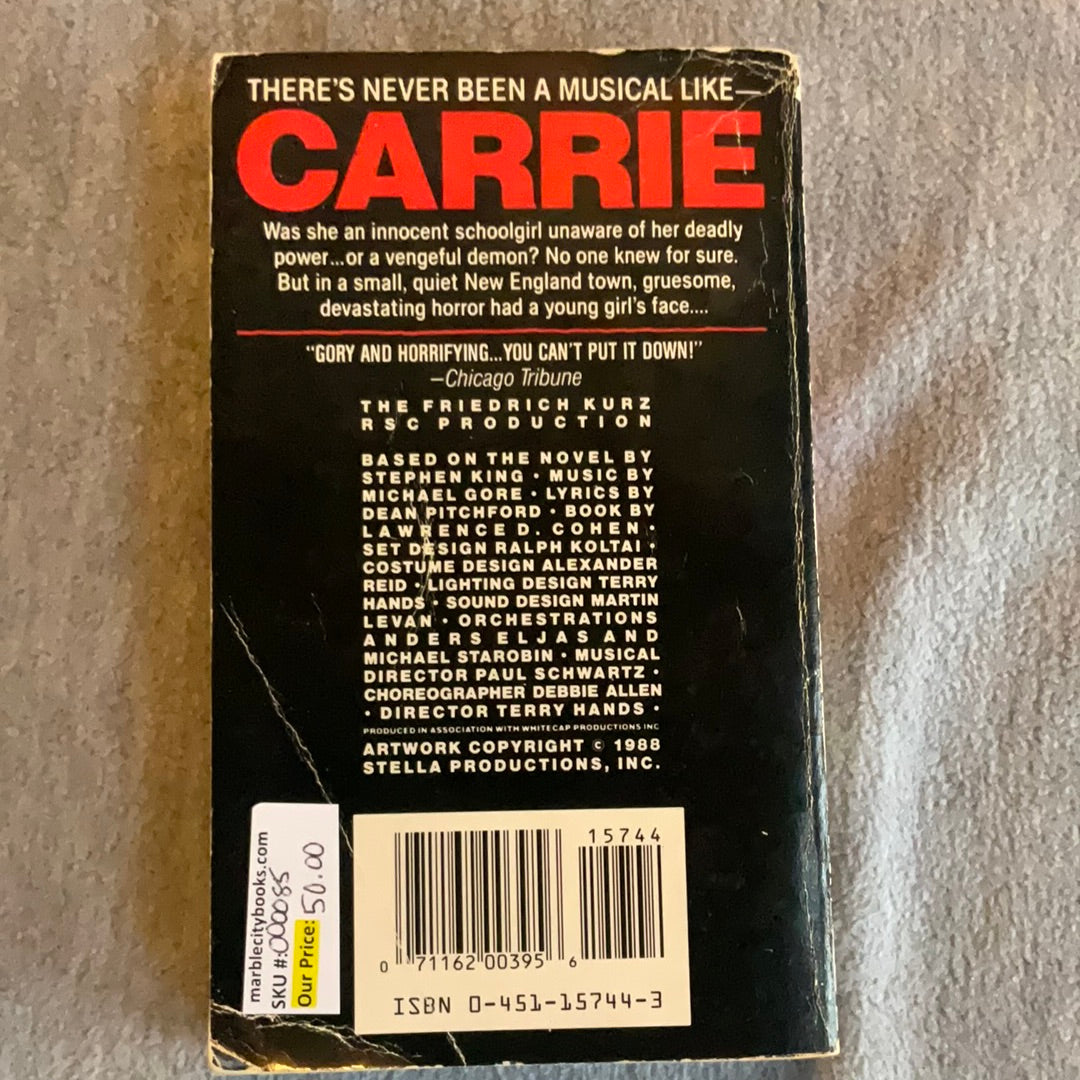 THERE'S NEVER BEEN A MUSICAL LIKE—
CARRIE
Was she an innocent schoolgirl unaware of her deadly
power...or a vengeful demon? No one knew for sure.
But in a small, quiet New England town, gruesome,
devastating horror had a young girl's face....
"GORY AND HORRIFYING...YOU CAN'T PUT IT DOWN!"
—Chicago Tribune
THE FRIEDRICH KURZ
RSC PRODUCTION
BASED ON THE NOVEL BY
STEPHEN KING • MUSIC BY
MICHAEL GORE • LYRICS BY
DEAN PITCHFORD • BOOK BY
LAWRENCE D. COHEN •
SET DESIGN RALPH KOLTAI •
COSTUME DESIGN ALEXANDER
REID • LIGHTING DESIGN TERRY
HANDS • SOUND DESIGN MARTIN
LEVAN • ORCHESTRATIONS
ANDERS ELJAS AND
MICHAEL STAROBIN • MUSICAL
DIRECTOR PAUL SCHWARTZ •
CHOREOGRAPHER DEBBIE ALLEN
• DIRECTOR TERRY HANDS •
PRODUCED IN ASSOCIATION WITH WHITECAP PRODUCTIONS INC
ARTWORK COPYRIGHT © 1988
STELLA PRODUCTIONS, INC.
marblecitybooks.com
SKU #:000085
Our Price: 50.00
15744
0 71162 00395 6
ISBN 0-451-15744-3